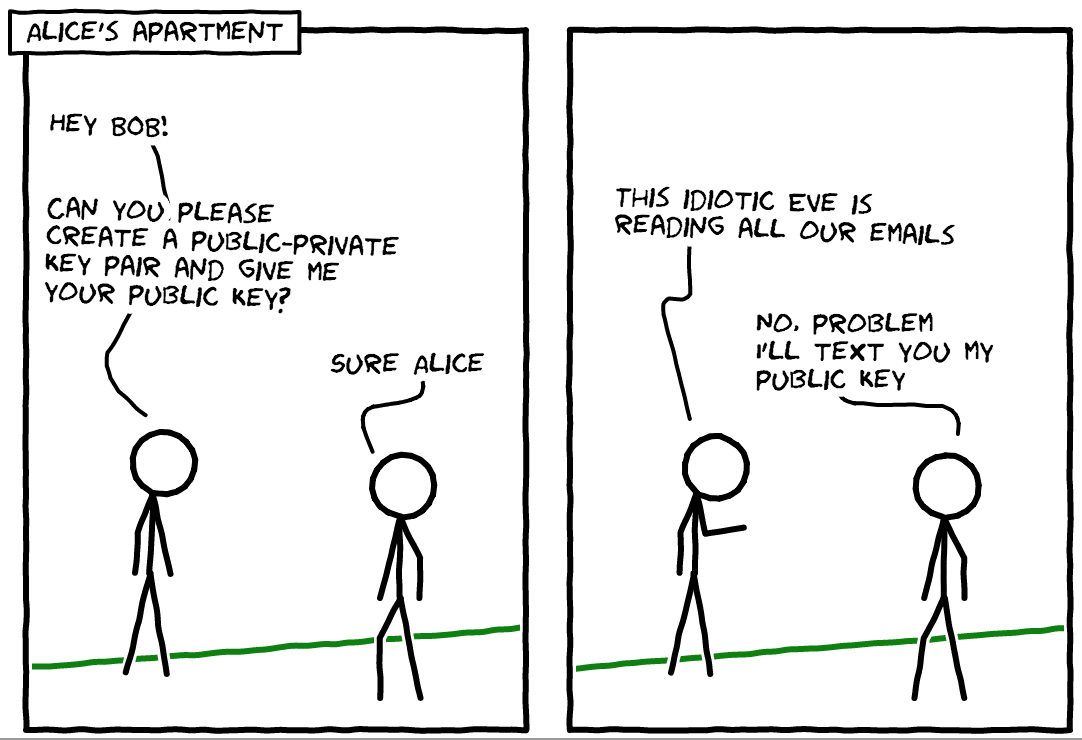 ALICE'S APARTMENT
HEY BOB!
CAN YOU PLEASE
CREATE A PUBLIC-PRIVATE
KEY PAIR AND GIVE ME
YOUR PUBLIC KEY?
SURE ALICE
THIS IDIOTIC EVE IS
READING ALL OUR EMAILS
NO. PROBLEM
I'LL TEXT YOU MY
PUBLIC KEY